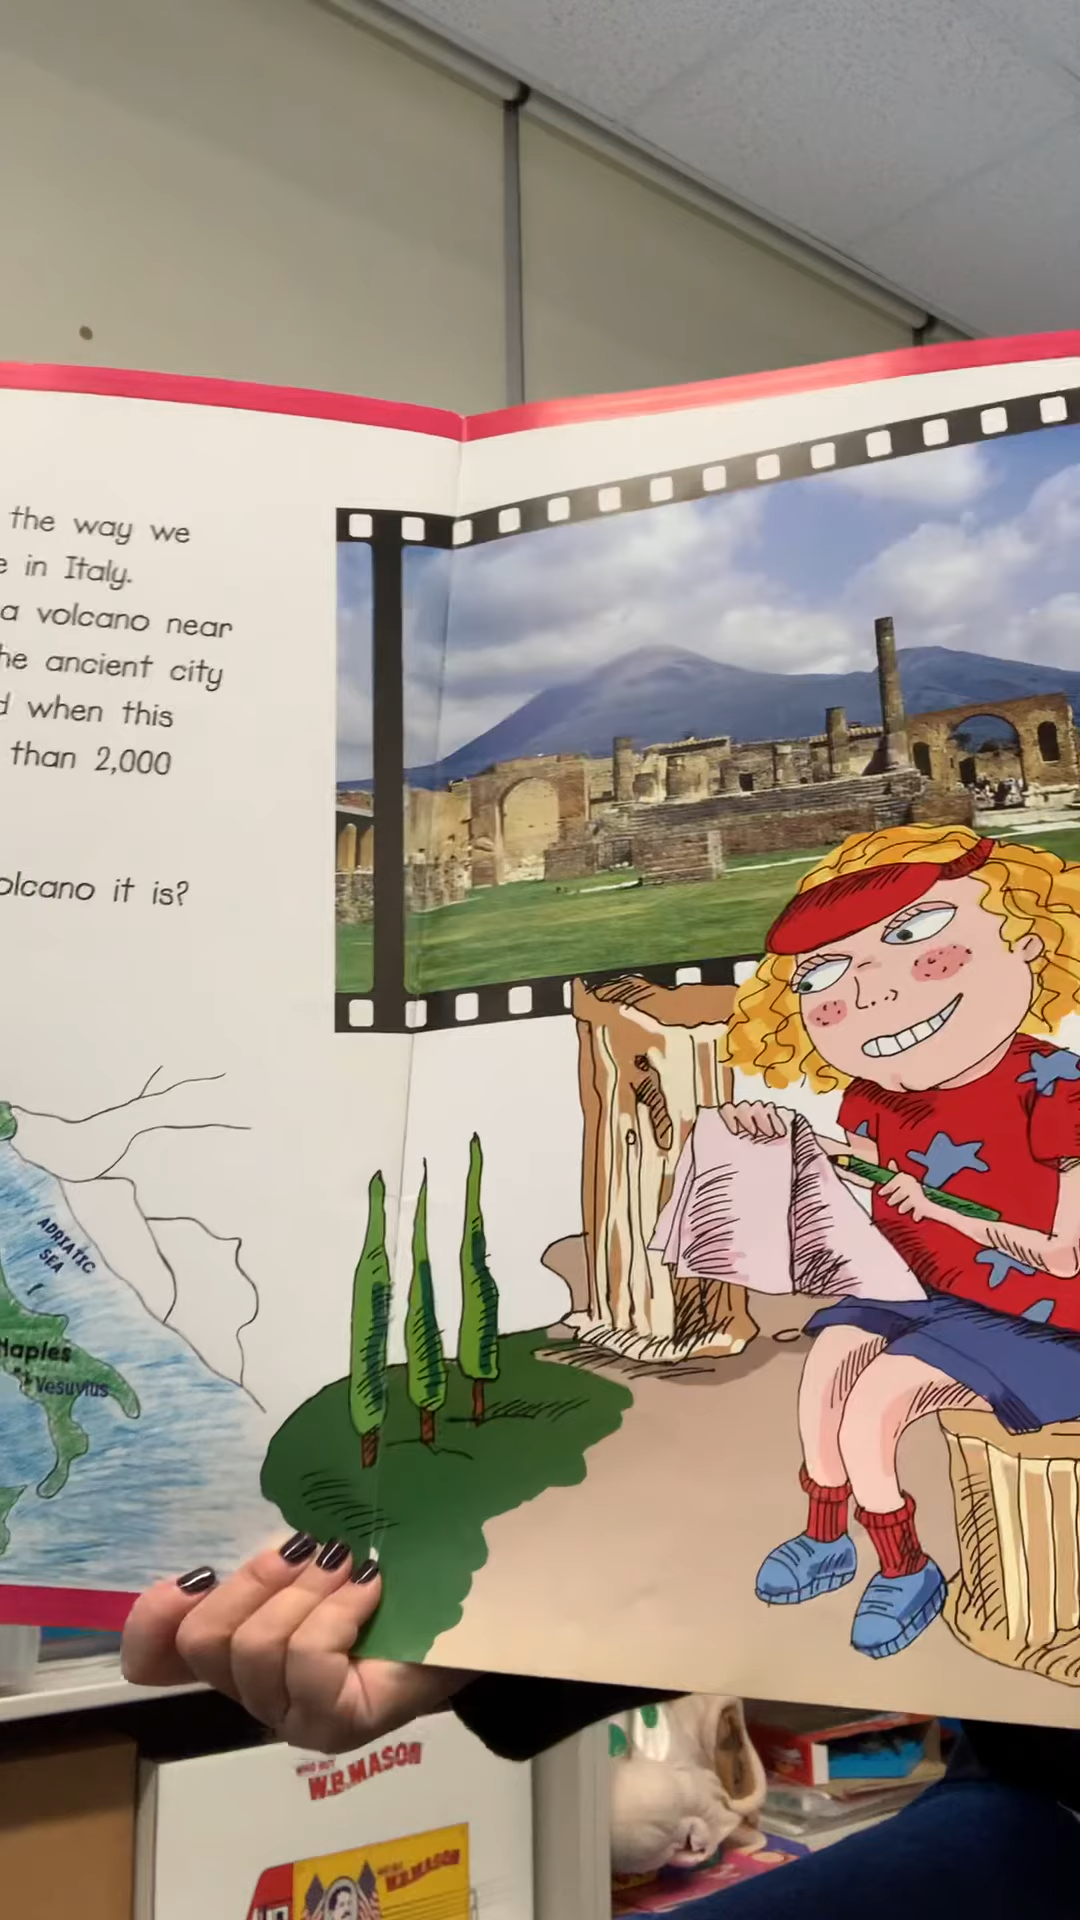 the way we
e in Italy.
a volcano near
he ancient city
d when this
than 2,000
olcano it is?
ADRIATIC
SEA
Naples
Vesuvius
W.B. MASON
W.B. MASON